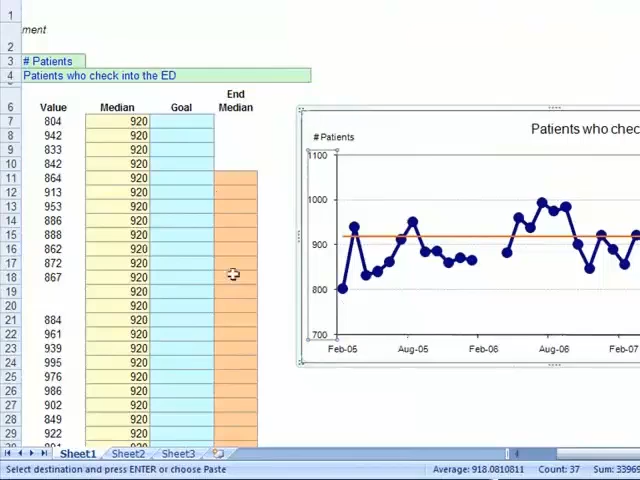 1
ment
2
3 # Patients
4 Patients who check into the ED
End
6 Value Median Goal Median
7 804 920
8 942 920
9 833 920
10 842 920
11 864 920
12 913 920
13 953 920
14 886 920
15 888 920
16 862 920
17 872 920
18 867 920
19 920
20 920
21 884 920
22 961 920
23 939 920
24 995 920
25 976 920
26 986 920
27 902 920
28 849 920
29 922 920
Patients who chec
# Patients
1100
1000
900
800
700
Feb-05 Aug-05 Feb-06 Aug-06 Feb-07
Sheet1 Sheet2 Sheet3
Select destination and press ENTER or choose Paste Average: 918.0810811 Count: 37 Sum: 33969